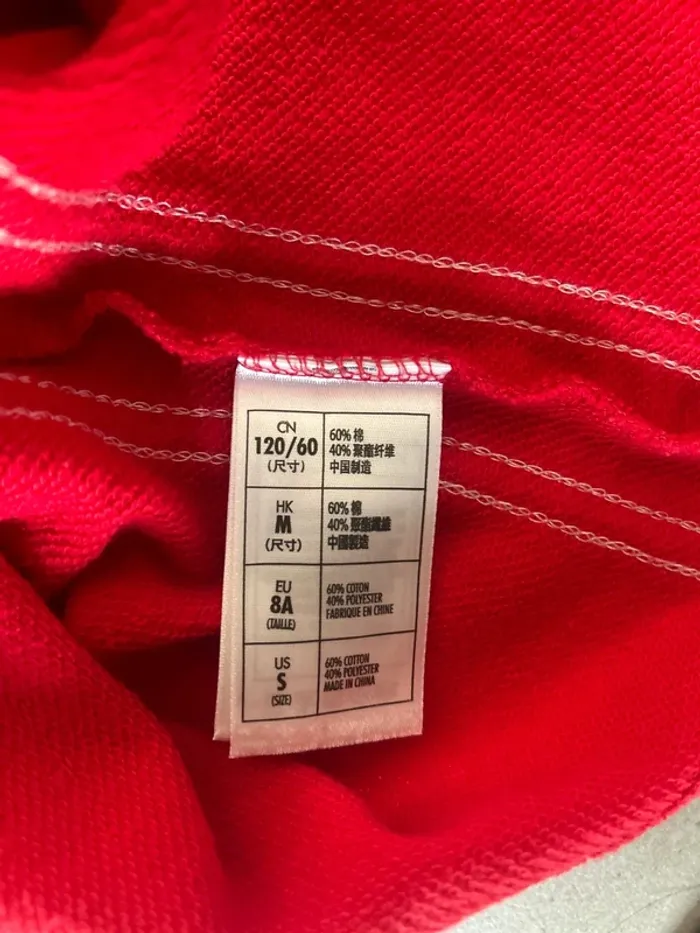 CN
120/60
(尺寸)
60% 棉
40% 聚酯纤维
中国制造
HK
M
(尺寸)
60% 棉
40% 聚酯纖維
中國製造
EU
8A
(TAILLE)
60% COTON
40% POLYESTER
FABRIQUE EN CHINE
US
S
(SIZE)
60% COTTON
40% POLYESTER
MADE IN CHINA